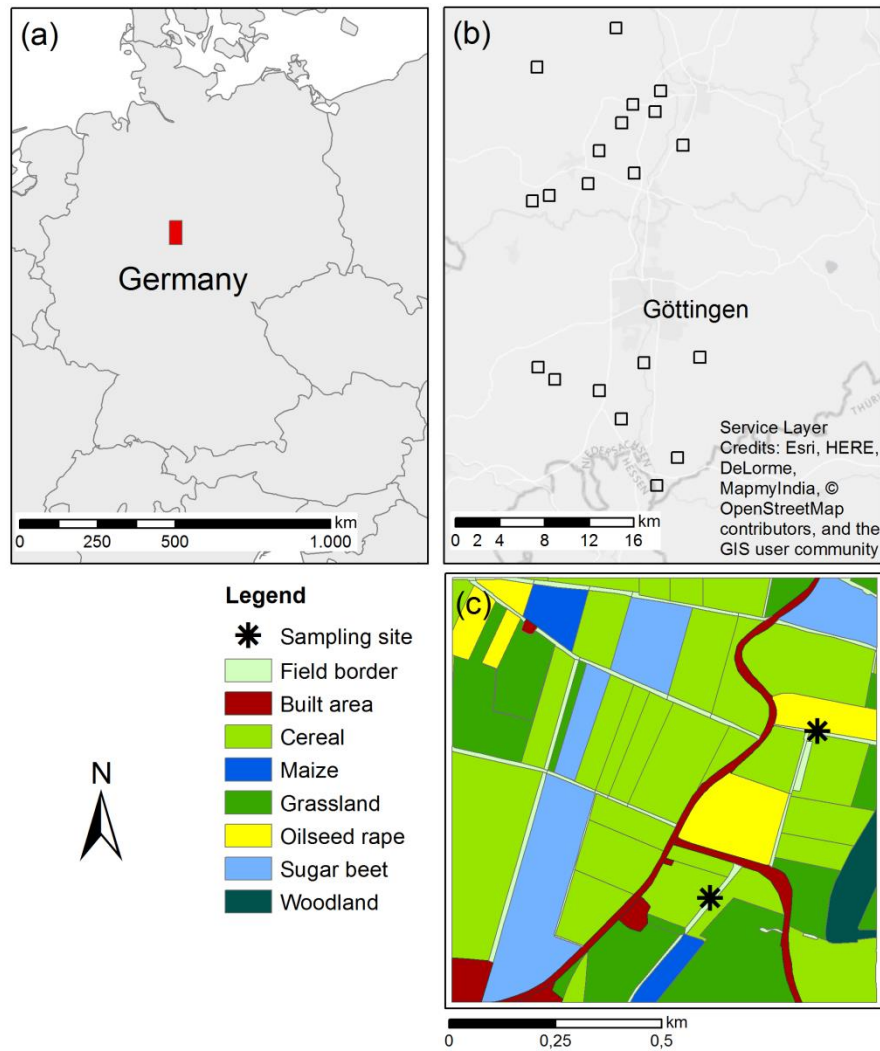 (a)
Germany
km
0 250 500 1.000
(b)
Göttingen
NIEDERSACHSEN
HESSEN
Service Layer
Credits: Esri, HERE,
DeLorme,
MapmyIndia, ©
OpenStreetMap
contributors, and the
GIS user community
km
0 2 4 8 12 16
Legend
Sampling site
Field border
Built area
Cereal
Maize
Grassland
Oilseed rape
Sugar beet
Woodland
N
(c)
km
0 0,25 0,5